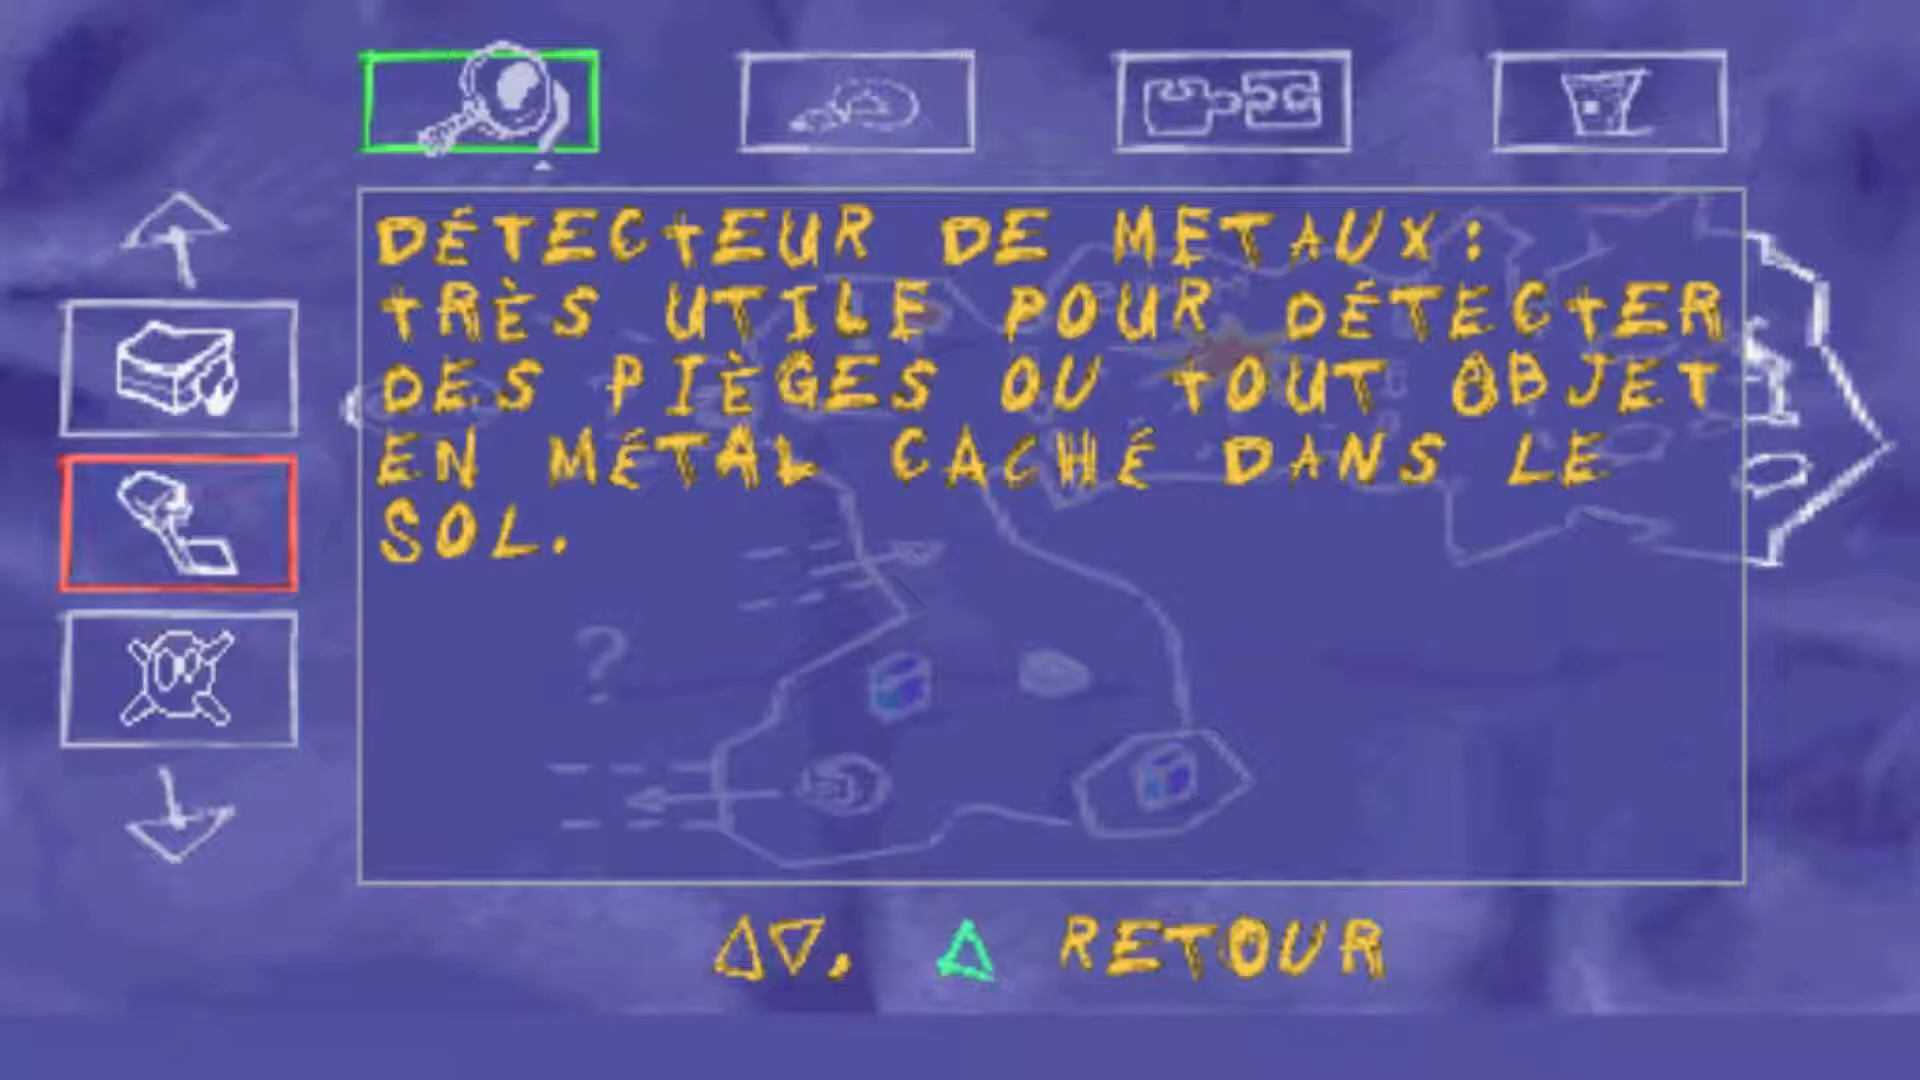 DÉTECTEUR DE METAUX:
TRÈS UTILE POUR DÉTECTER
DES PIÈGES OU TOUT OBJET
EN MÉTAL CACHÉ DANS LE
SOL.
?
△▽, △ RETOUR